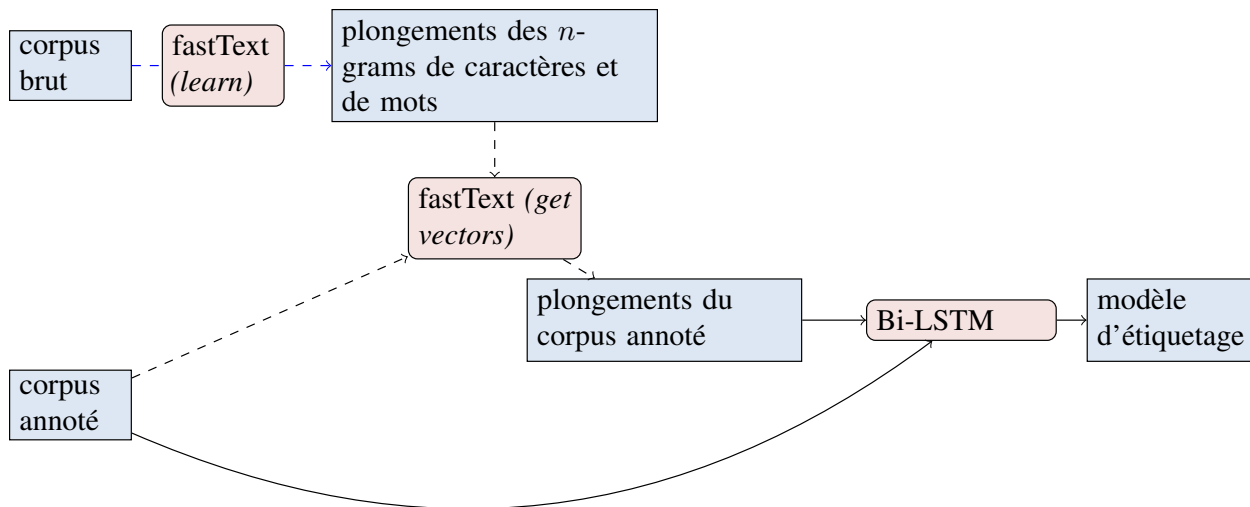 corpus
brut
fastText
(learn)
plongements des n-
grams de caractères et
de mots
fastText (get
vectors)
plongements du
corpus annoté
Bi-LSTM
modèle
d'étiquetage
corpus
annoté